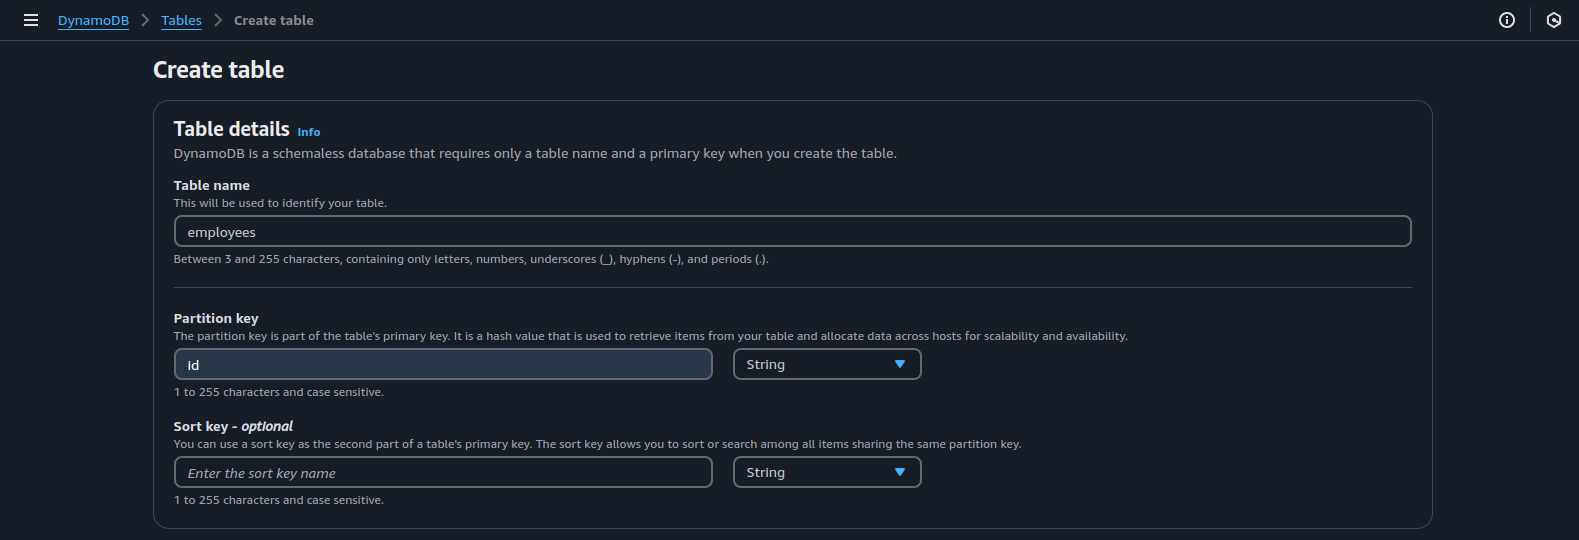 DynamoDB > Tables > Create table
Create table
Table details Info
DynamoDB is a schemaless database that requires only a table name and a primary key when you create the table.
Table name
This will be used to identify your table.
employees
Between 3 and 255 characters, containing only letters, numbers, underscores (_), hyphens (-), and periods (.).
Partition key
The partition key is part of the table's primary key. It is a hash value that is used to retrieve items from your table and allocate data across hosts for scalability and availability.
id String
1 to 255 characters and case sensitive.
Sort key - optional
You can use a sort key as the second part of a table's primary key. The sort key allows you to sort or search among all items sharing the same partition key.
Enter the sort key name String
1 to 255 characters and case sensitive.